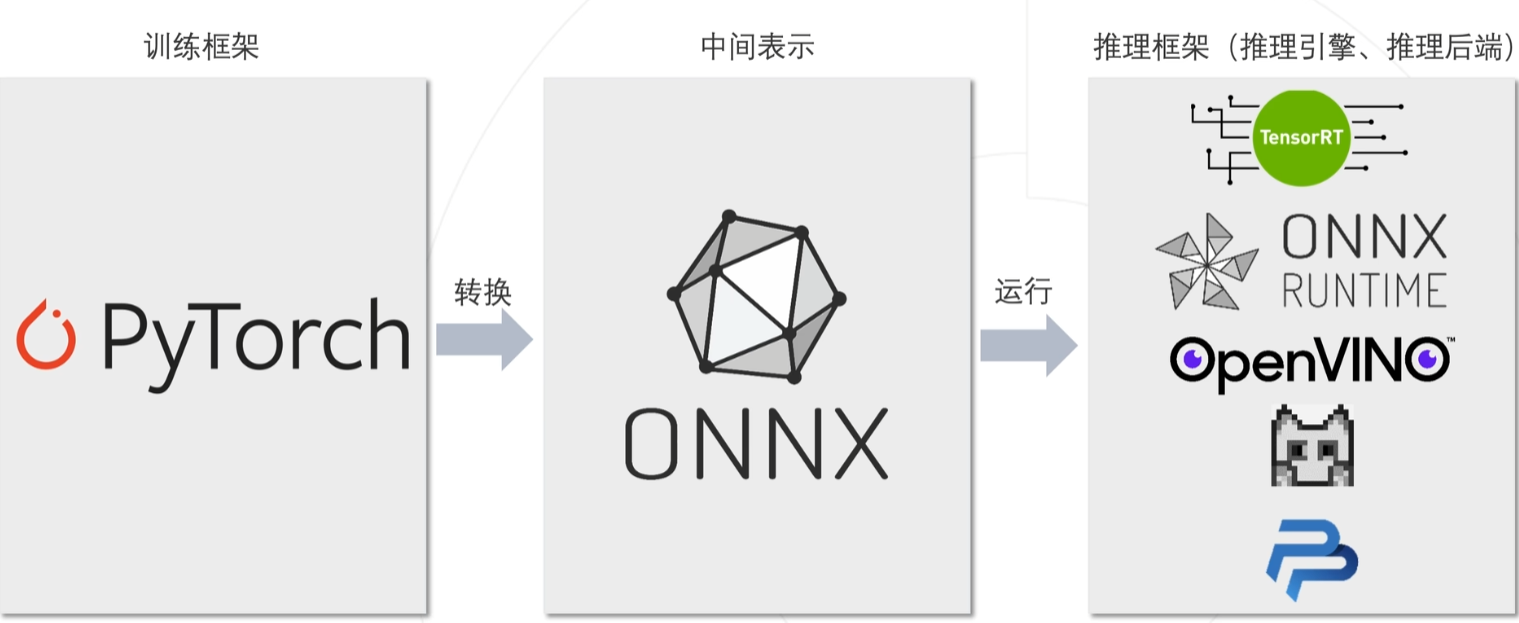 训练框架
中间表示
推理框架（推理引擎、推理后端）
PyTorch
转换
ONNX
运行
TensorRT
ONNX
RUNTIME
OpenVINO™